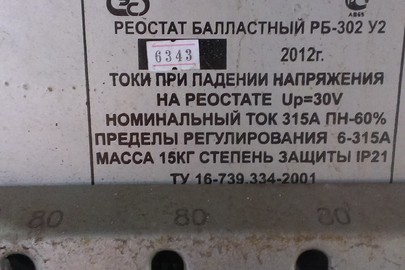 РЕОСТАТ БАЛЛАСТНЫЙ РБ-302 У2
6343
2012г.
ТОКИ ПРИ ПАДЕНИИ НАПРЯЖЕНИЯ
НА РЕОСТАТЕ Uр=30V
НОМИНАЛЬНЫЙ ТОК 315А ПН-60%
ПРЕДЕЛЫ РЕГУЛИРОВАНИЯ 6-315А
МАССА 15КГ СТЕПЕНЬ ЗАЩИТЫ IP21
ТУ 16-739.334-2001
80 80 80